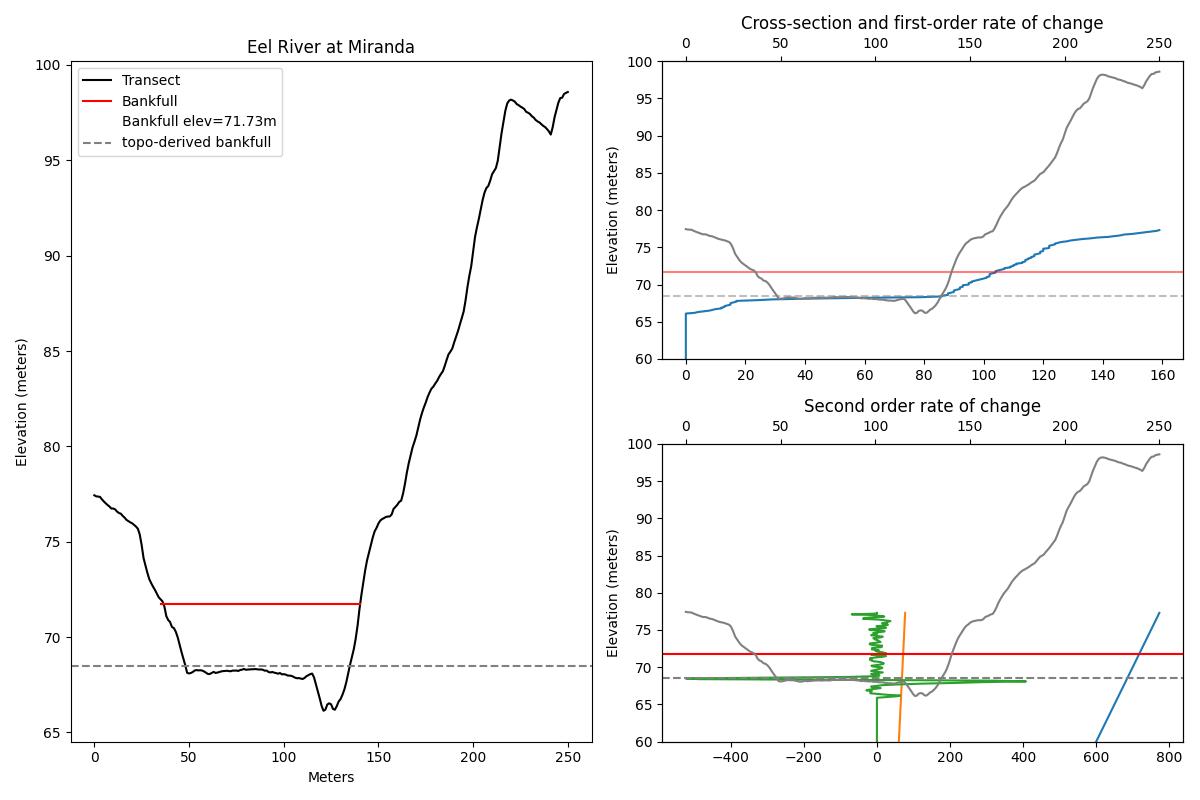 Eel River at Miranda
Transect
Bankfull
Bankfull elev=71.73m
topo-derived bankfull
Elevation (meters)
100
95
90
85
80
75
70
65
0 50 100 150 200 250
Meters
Cross-section and first-order rate of change
0 50 100 150 200 250
Elevation (meters)
100
95
90
85
80
75
70
65
60
0 20 40 60 80 100 120 140 160
Second order rate of change
0 50 100 150 200 250
Elevation (meters)
100
95
90
85
80
75
70
65
60
−400 −200 0 200 400 600 800